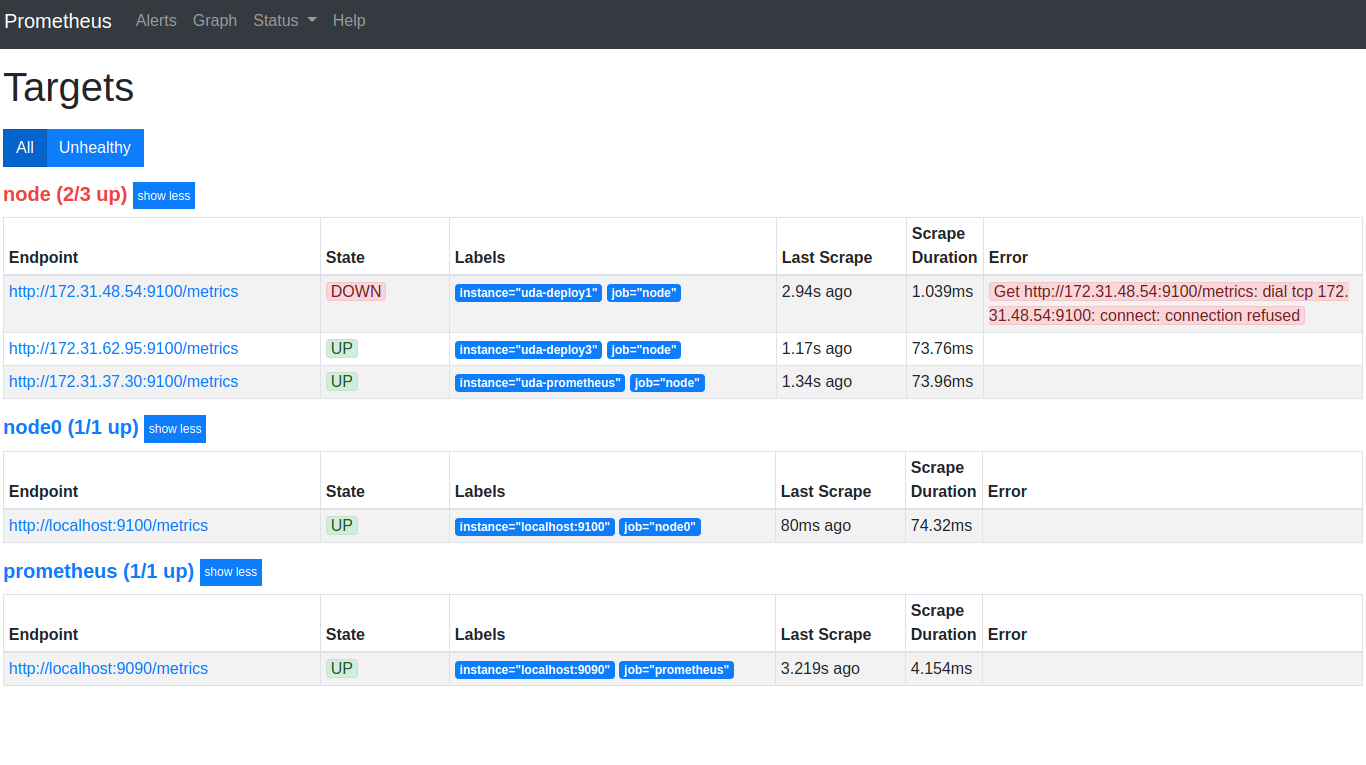 Prometheus Alerts Graph Status Help
Targets
All Unhealthy
node (2/3 up) show less
Endpoint State Labels Last Scrape Scrape Duration Error
http://172.31.48.54:9100/metrics DOWN instance="uda-deploy1" job="node" 2.94s ago 1.039ms Get http://172.31.48.54:9100/metrics: dial tcp 172.
31.48.54:9100: connect: connection refused
http://172.31.62.95:9100/metrics UP instance="uda-deploy3" job="node" 1.17s ago 73.76ms
http://172.31.37.30:9100/metrics UP instance="uda-prometheus" job="node" 1.34s ago 73.96ms
node0 (1/1 up) show less
Endpoint State Labels Last Scrape Scrape Duration Error
http://localhost:9100/metrics UP instance="localhost:9100" job="node0" 80ms ago 74.32ms
prometheus (1/1 up) show less
Endpoint State Labels Last Scrape Scrape Duration Error
http://localhost:9090/metrics UP instance="localhost:9090" job="prometheus" 3.219s ago 4.154ms